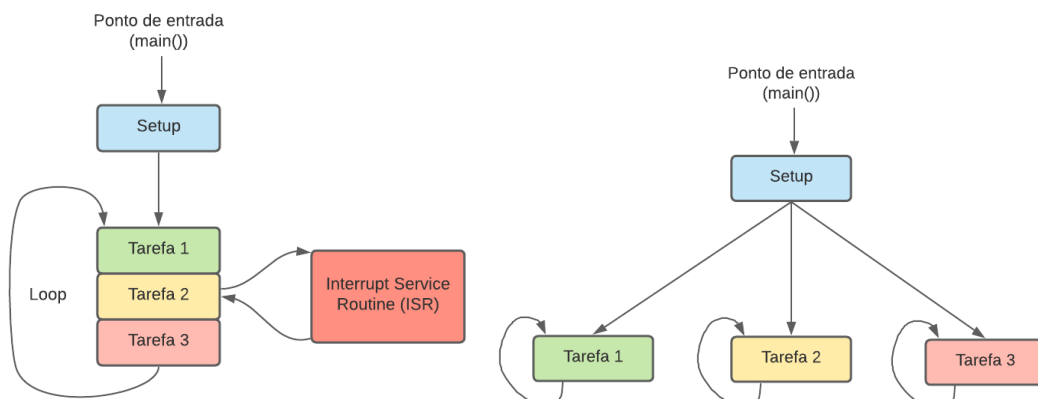 Ponto de entrada
(main())
Setup
Tarefa 1
Tarefa 2
Tarefa 3
Loop
Interrupt Service
Routine (ISR)
Ponto de entrada
(main())
Setup
Tarefa 1
Tarefa 2
Tarefa 3